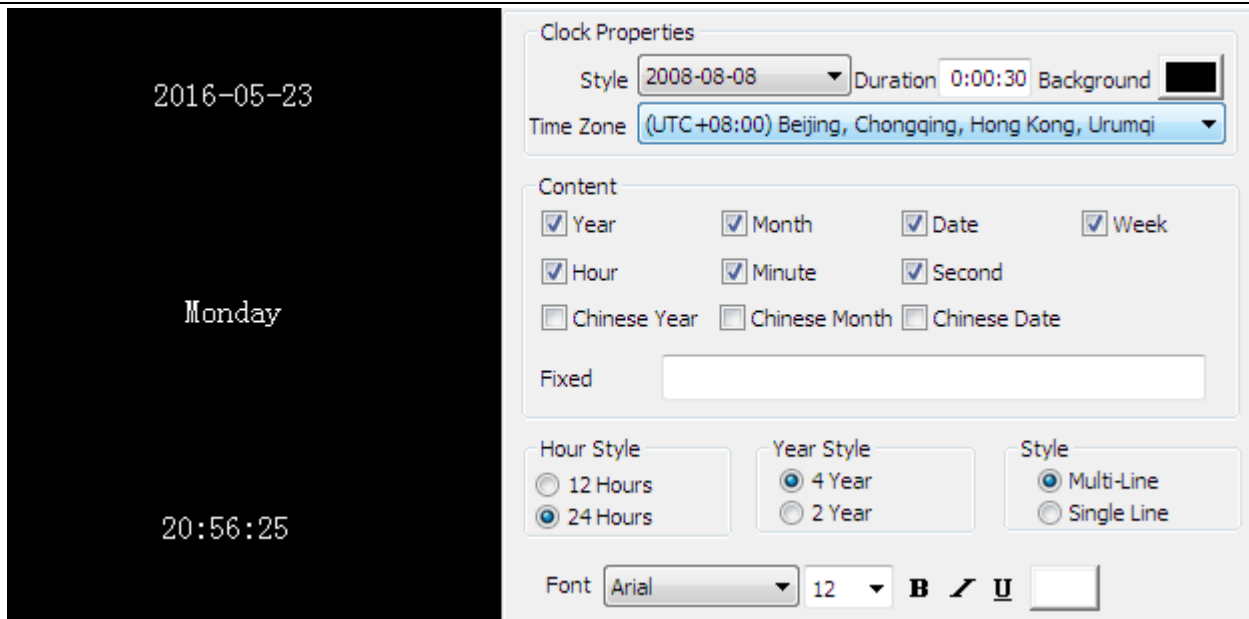 2016-05-23
Monday
20:56:25
Clock Properties
Style 2008-08-08 Duration 0:00:30 Background
Time Zone (UTC+08:00) Beijing, Chongqing, Hong Kong, Urumqi
Content
Year Month Date Week
Hour Minute Second
Chinese Year Chinese Month Chinese Date
Fixed
Hour Style Year Style Style
12 Hours 4 Year Multi-Line
24 Hours 2 Year Single Line
Font Arial 12 B I U